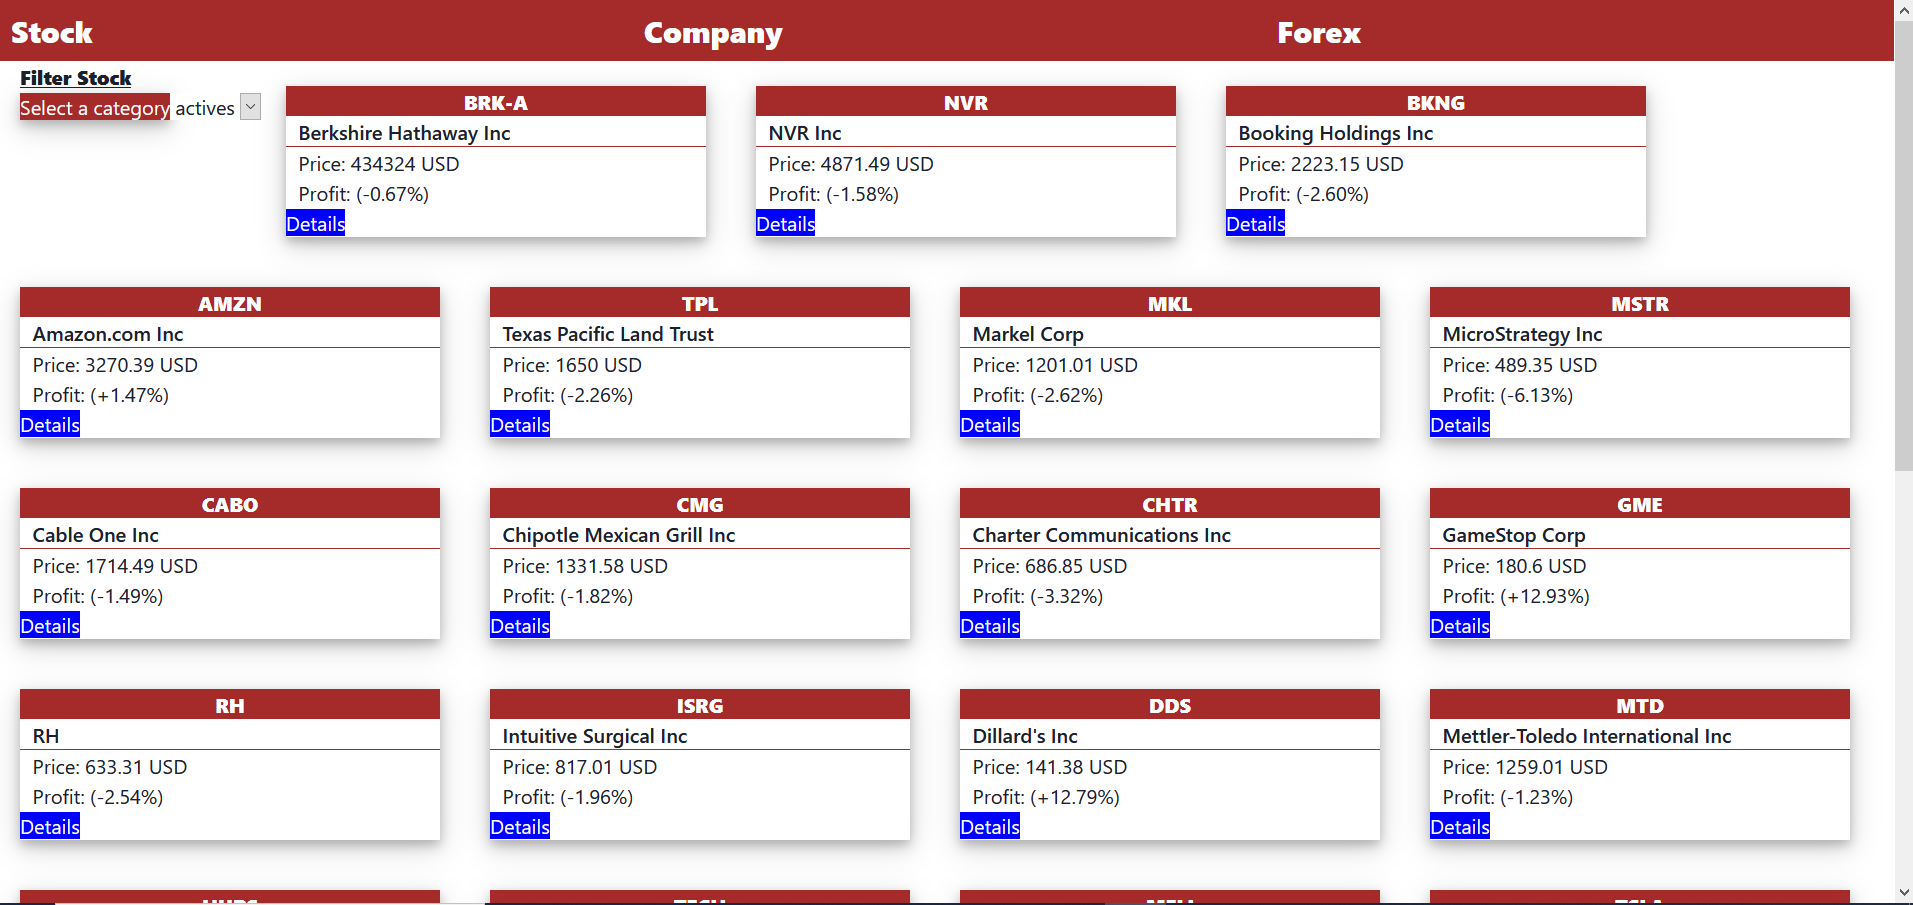 Stock Company Forex
Filter Stock
Select a category actives
BRK-A
Berkshire Hathaway Inc
Price: 434324 USD
Profit: (-0.67%)
Details
NVR
NVR Inc
Price: 4871.49 USD
Profit: (-1.58%)
Details
BKNG
Booking Holdings Inc
Price: 2223.15 USD
Profit: (-2.60%)
Details
AMZN
Amazon.com Inc
Price: 3270.39 USD
Profit: (+1.47%)
Details
TPL
Texas Pacific Land Trust
Price: 1650 USD
Profit: (-2.26%)
Details
MKL
Markel Corp
Price: 1201.01 USD
Profit: (-2.62%)
Details
MSTR
MicroStrategy Inc
Price: 489.35 USD
Profit: (-6.13%)
Details
CABO
Cable One Inc
Price: 1714.49 USD
Profit: (-1.49%)
Details
CMG
Chipotle Mexican Grill Inc
Price: 1331.58 USD
Profit: (-1.82%)
Details
CHTR
Charter Communications Inc
Price: 686.85 USD
Profit: (-3.32%)
Details
GME
GameStop Corp
Price: 180.6 USD
Profit: (+12.93%)
Details
RH
RH
Price: 633.31 USD
Profit: (-2.54%)
Details
ISRG
Intuitive Surgical Inc
Price: 817.01 USD
Profit: (-1.96%)
Details
DDS
Dillard's Inc
Price: 141.38 USD
Profit: (+12.79%)
Details
MTD
Mettler-Toledo International Inc
Price: 1259.01 USD
Profit: (-1.23%)
Details